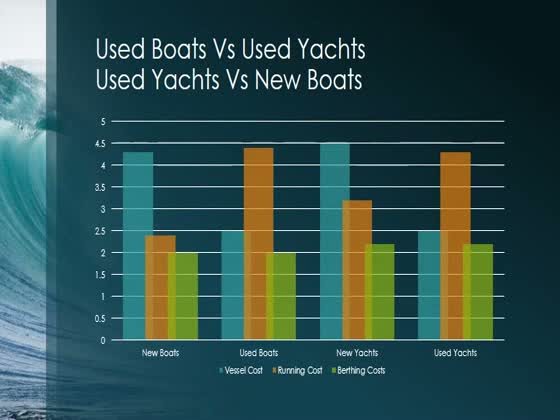 Used Boats Vs Used Yachts
Used Yachts Vs New Boats
5
4.5
4
3.5
3
2.5
2
1.5
1
0.5
0
New Boats Used Boats New Yachts Used Yachts
Vessel Cost Running Cost Berthing Costs